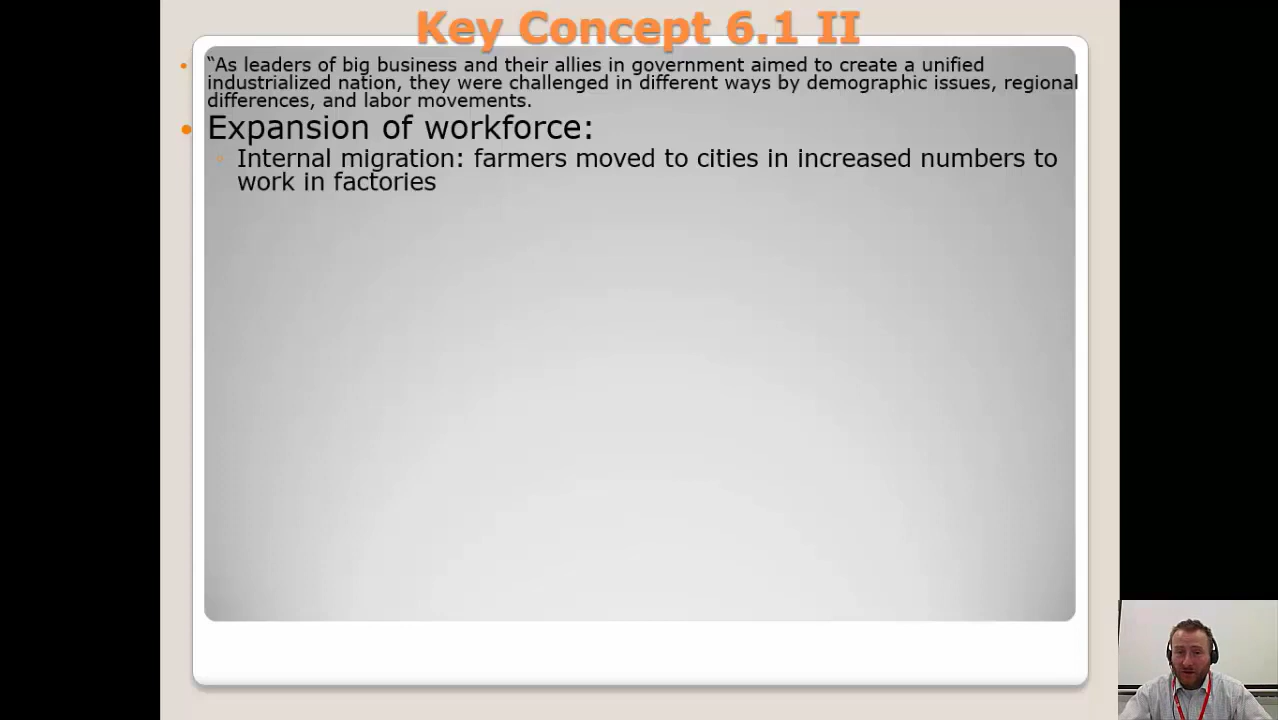 Key Concept 6.1 II
• “As leaders of big business and their allies in government aimed to create a unified
industrialized nation, they were challenged in different ways by demographic issues, regional
differences, and labor movements.
• Expansion of workforce:
◦ Internal migration: farmers moved to cities in increased numbers to
work in factories